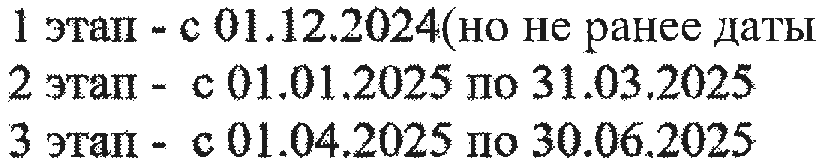 1 этап - с 01.12.2024(но не ранее даты
2 этап - с 01.01.2025 по 31.03.2025
3 этап - с 01.04.2025 по 30.06.2025